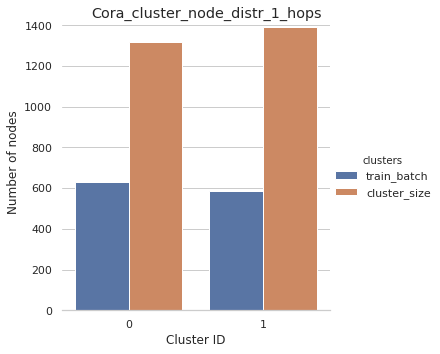 Cora_cluster_node_distr_1_hops
1400
1200
1000
800
600
400
200
0
Number of nodes
0 1
Cluster ID
clusters
train_batch
cluster_size